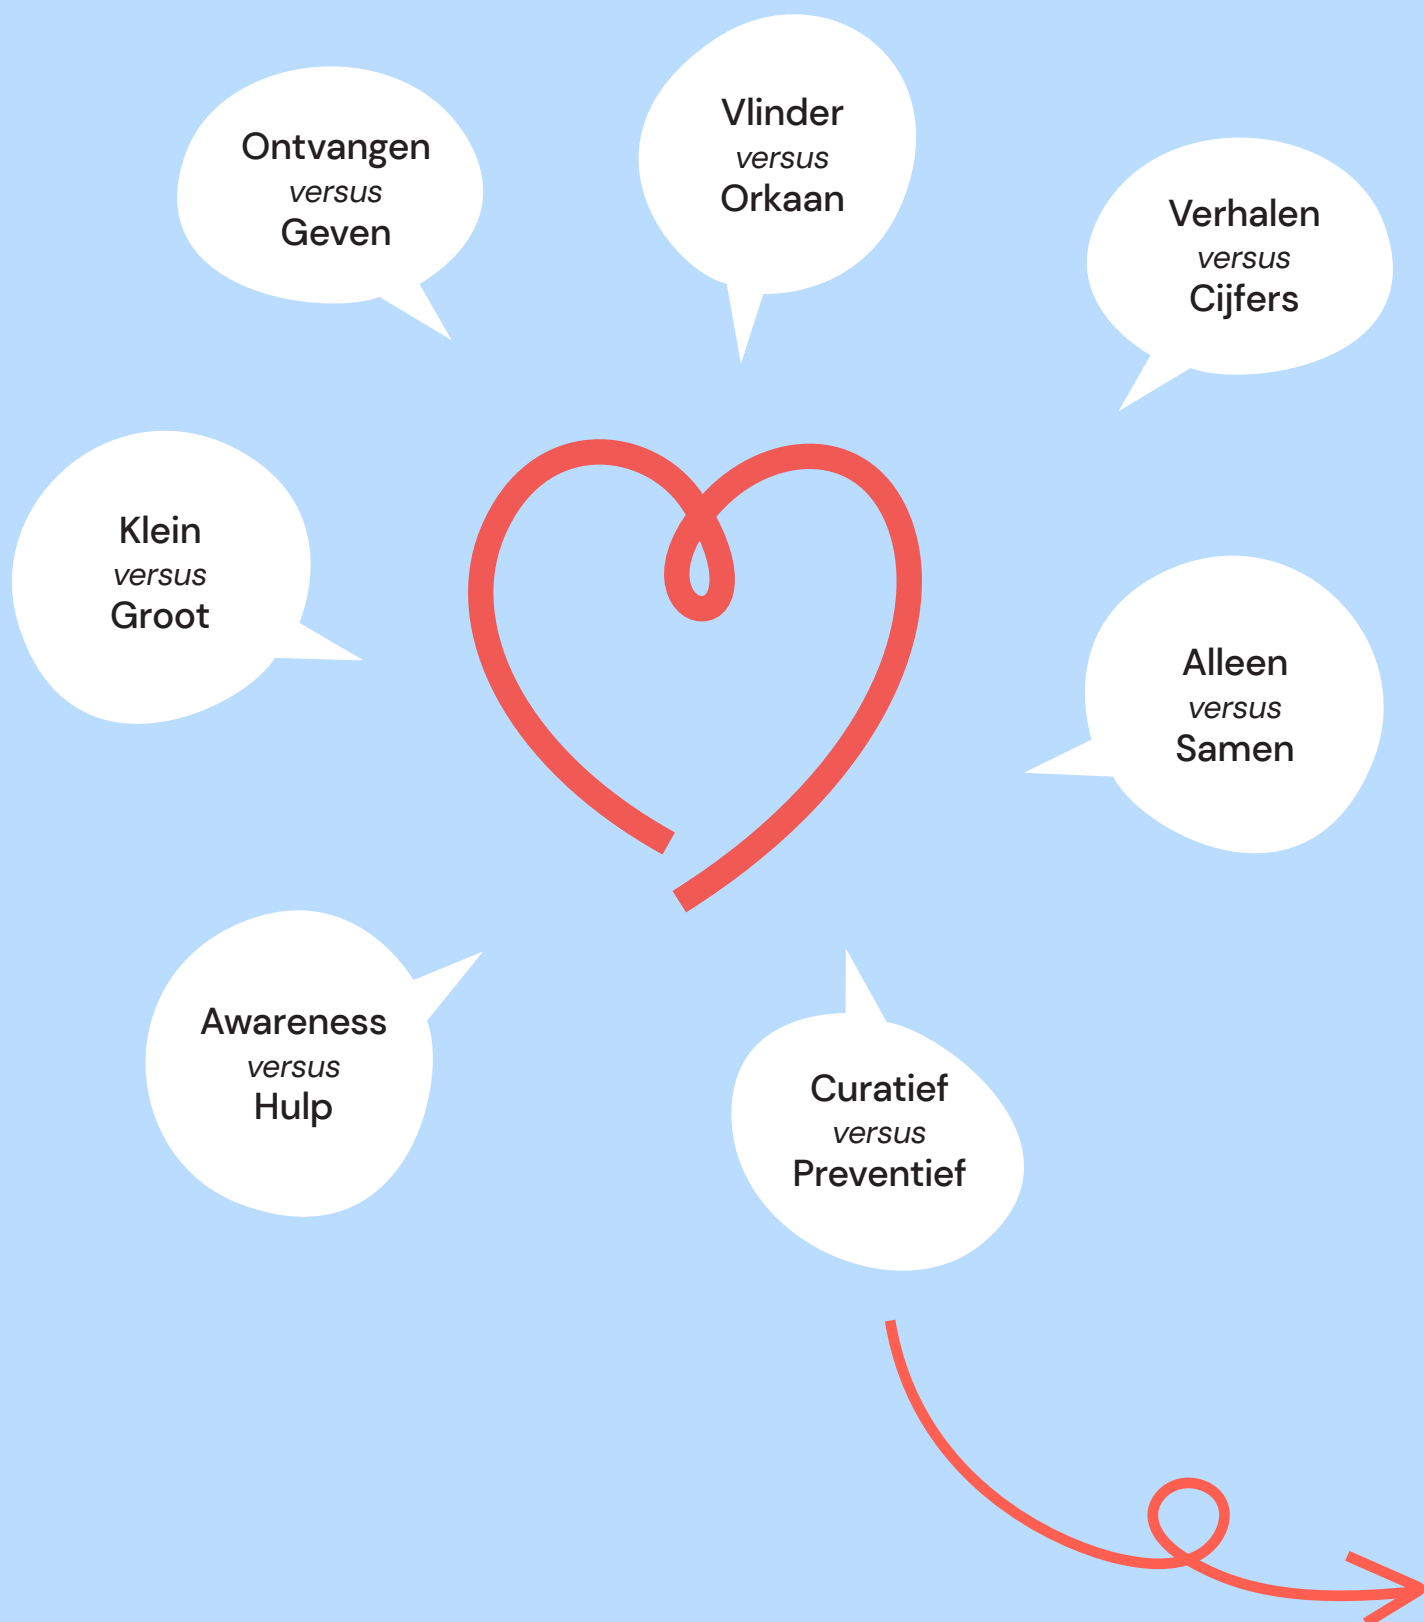 Ontvangen
versus
Geven
Vlinder
versus
Orkaan
Verhalen
versus
Cijfers
Klein
versus
Groot
Alleen
versus
Samen
Awareness
versus
Hulp
Curatief
versus
Preventief